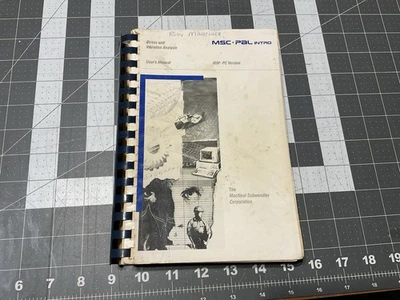 MSC·PAL INTRO
Stress and
Vibration Analysis
User's Manual
The
MacNeal-Schwendler
Corporation
6 7 8 9 10 11 12 13 14 15 16 17 18 19